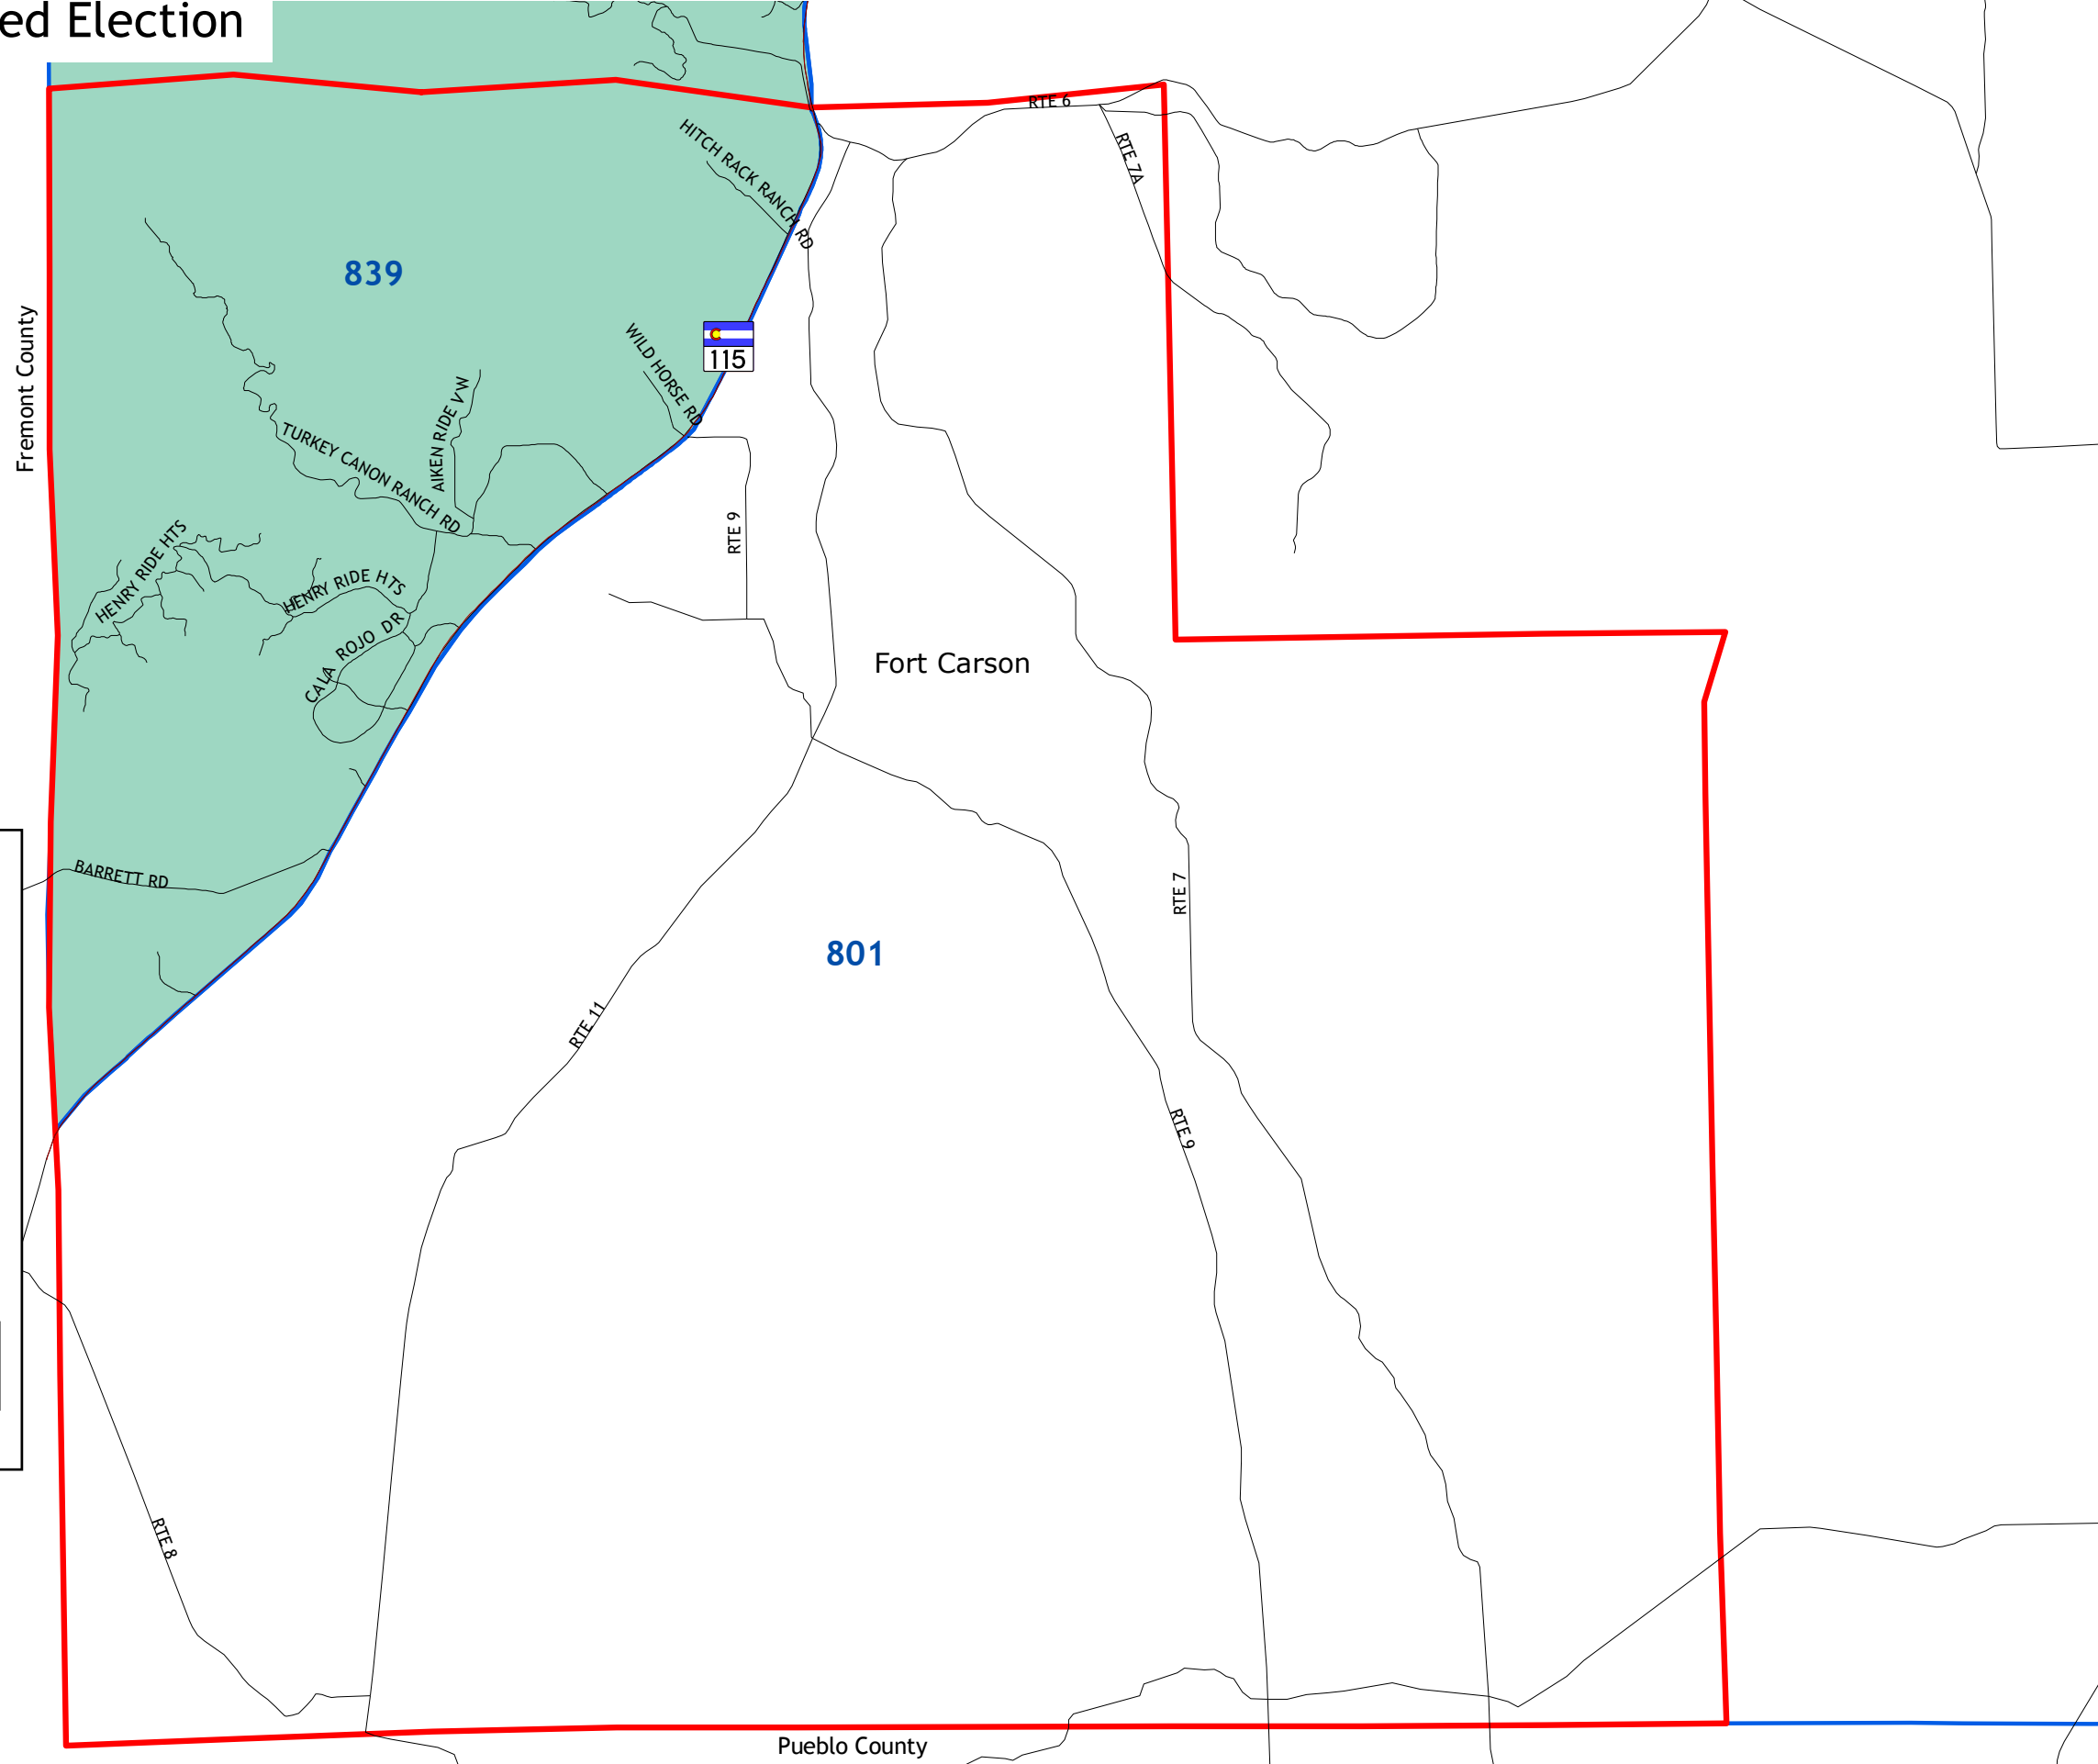 ed Election
RTE 6
HITCH RACK RANCH RD
RTE 7A
839
Fremont County
115
WILD HORSE RD
AIKEN RIDE VW
TURKEY CANON RANCH RD
RTE 9
HENRY RIDE HTS
HENRY RIDE HTS
CALA ROJO DR
Fort Carson
BARRETT RD
RTE 7
801
RTE 11
RTE 9
RTE 8
Pueblo County